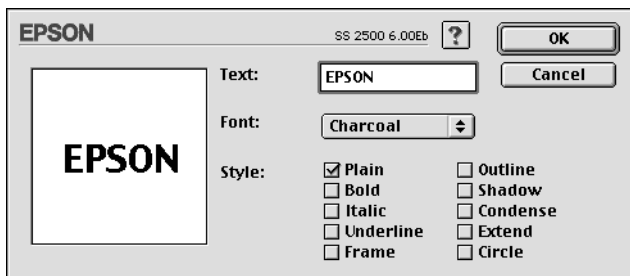 EPSON
SS 2500 6.00Eb
?
OK
Cancel
Text:
EPSON
Font:
Charcoal
EPSON
Style:
Plain
Bold
Italic
Underline
Frame
Outline
Shadow
Condense
Extend
Circle